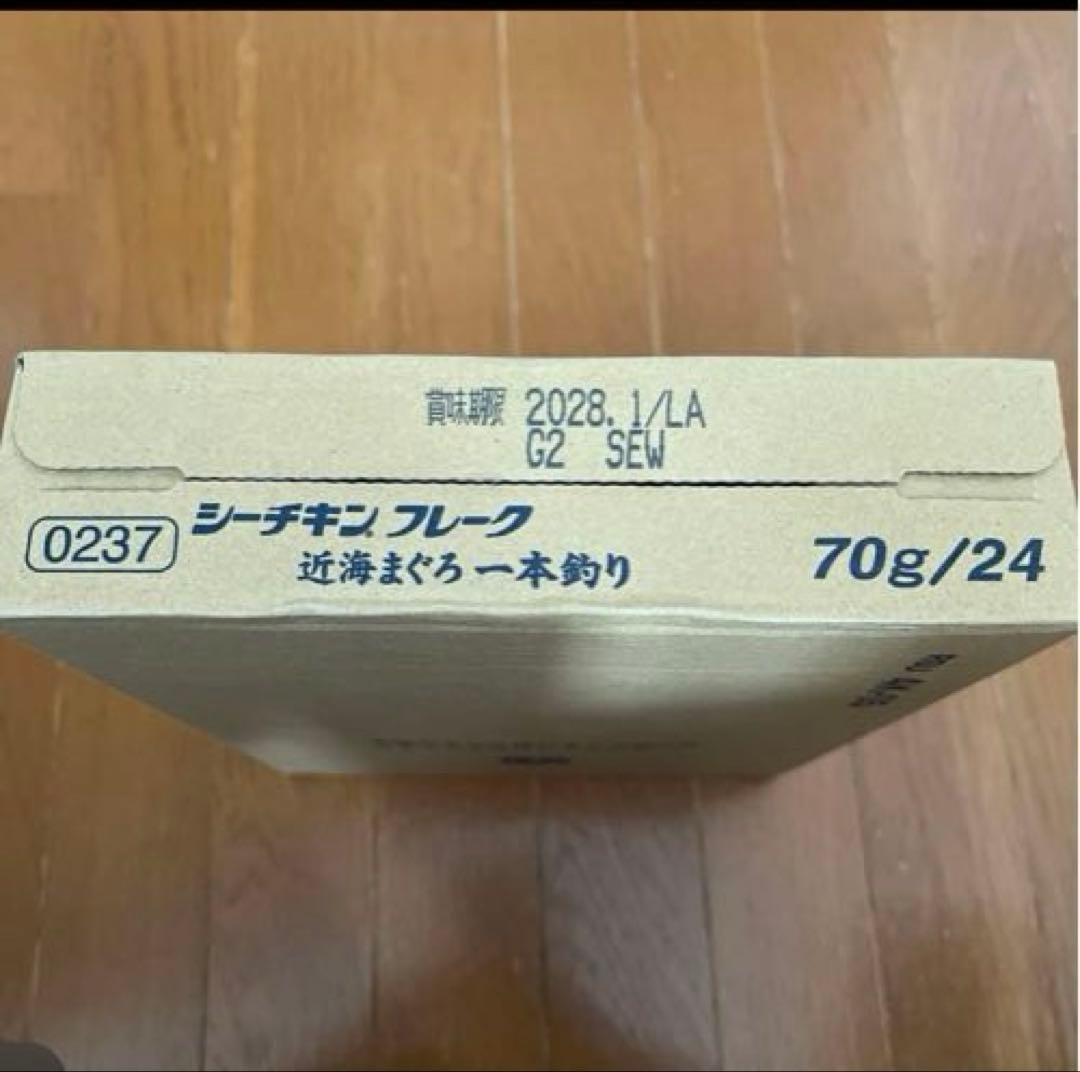 賞味期限 2028. 1/LA
G2 SEW
0237 シーチキン フレーク
近海まぐろ一本釣り
70g/24